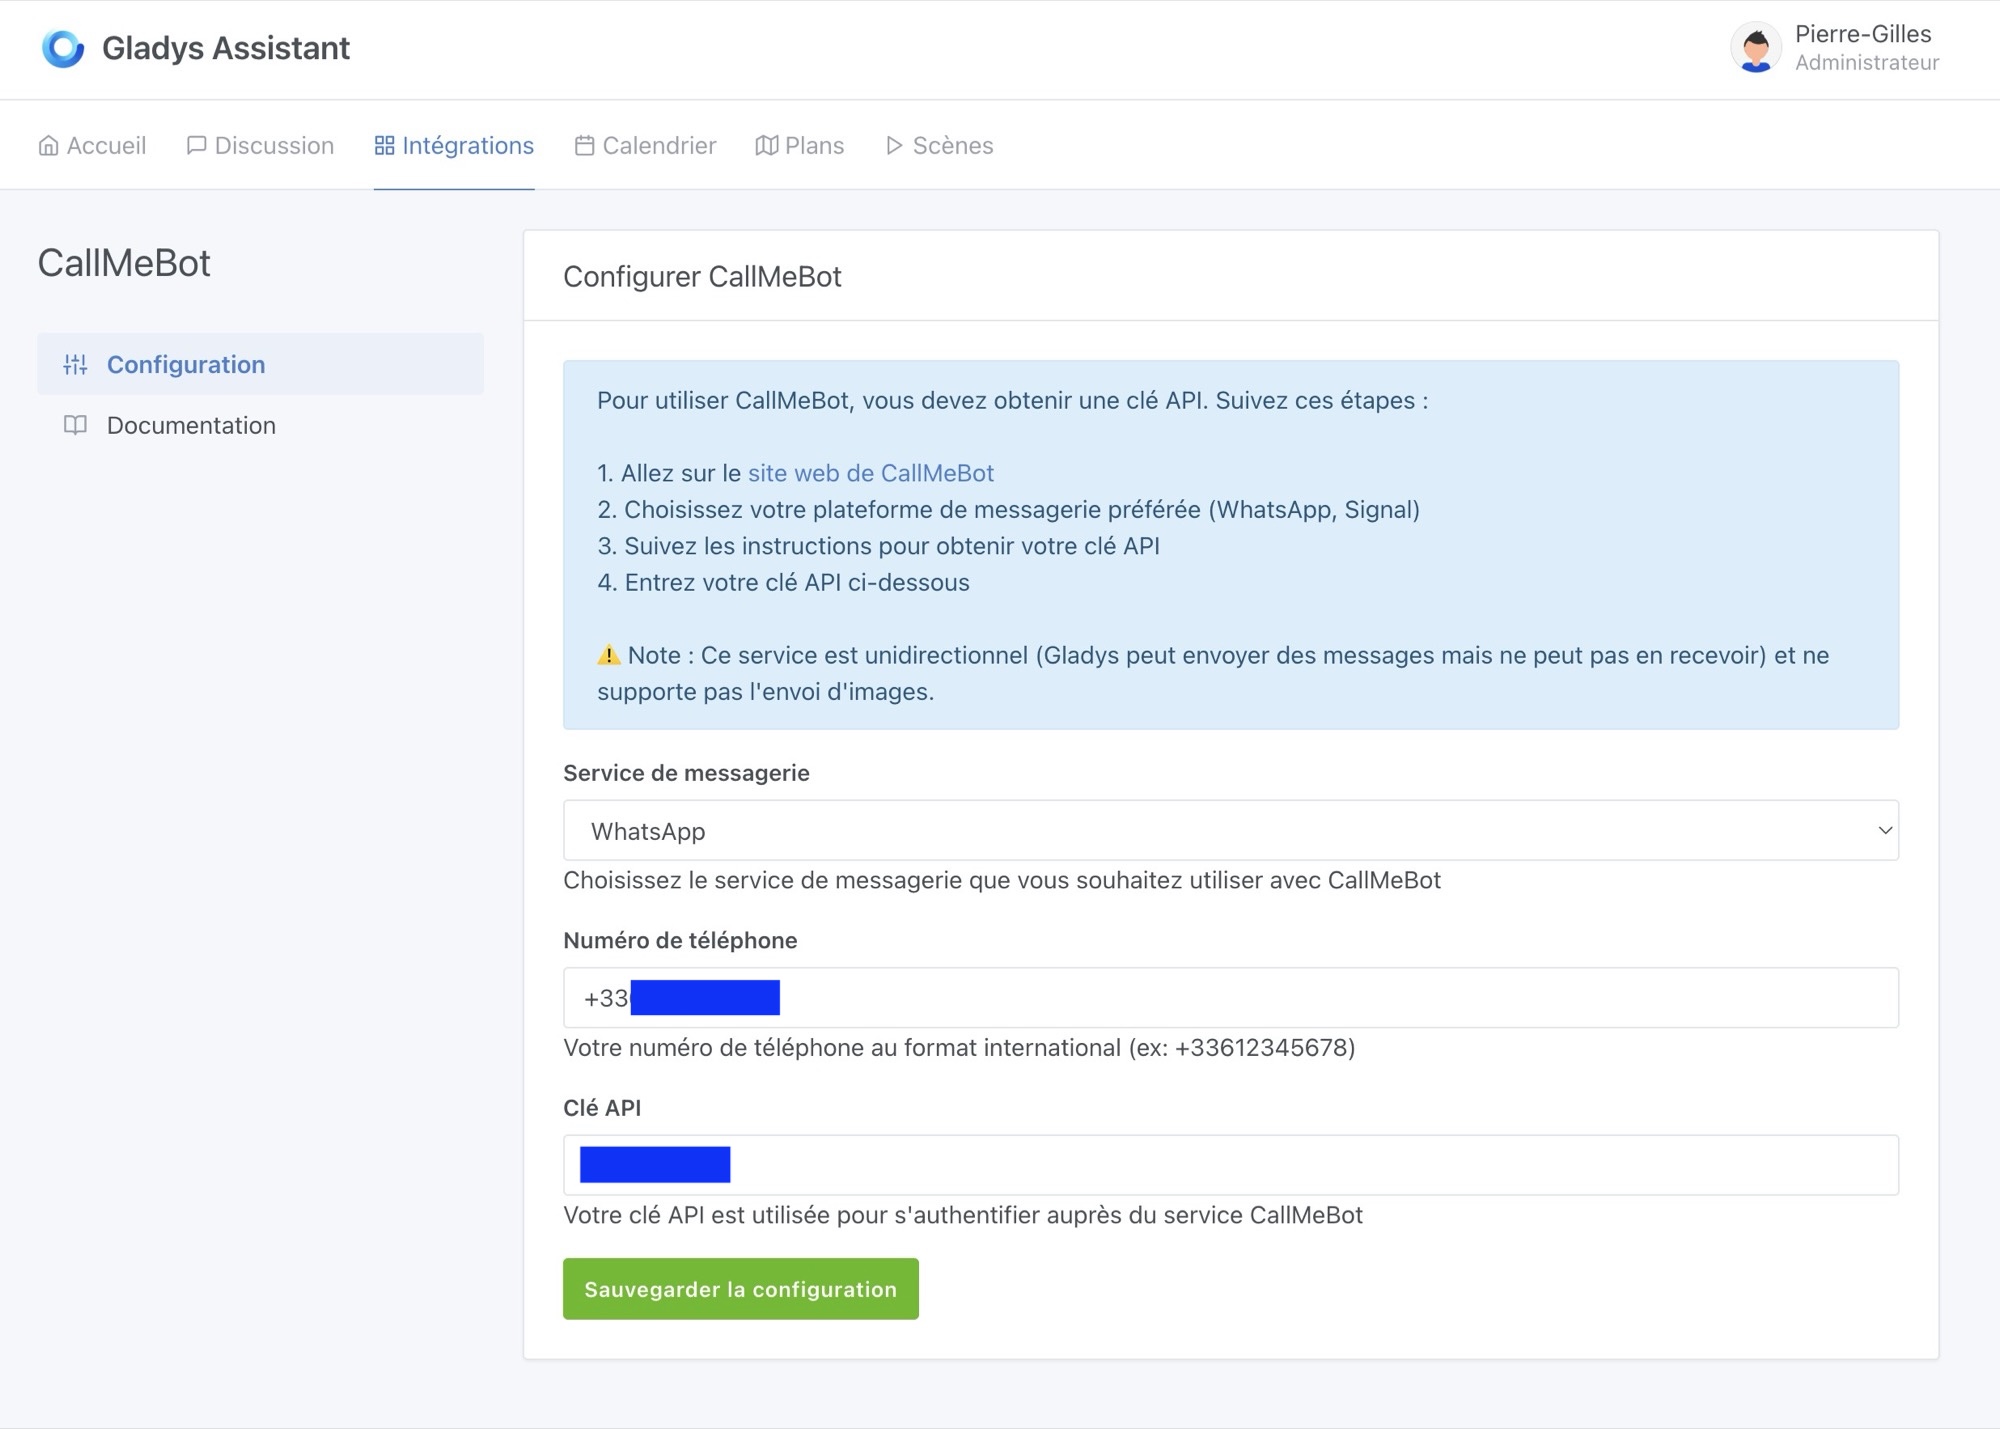 Gladys Assistant
Pierre-Gilles
Administrateur
Accueil
Discussion
Intégrations
Calendrier
Plans
Scènes
CallMeBot
Configuration
Documentation
Configurer CallMeBot
Pour utiliser CallMeBot, vous devez obtenir une clé API. Suivez ces étapes :
1. Allez sur le site web de CallMeBot
2. Choisissez votre plateforme de messagerie préférée (WhatsApp, Signal)
3. Suivez les instructions pour obtenir votre clé API
4. Entrez votre clé API ci-dessous
⚠️ Note : Ce service est unidirectionnel (Gladys peut envoyer des messages mais ne peut pas en recevoir) et ne
supporte pas l'envoi d'images.
Service de messagerie
WhatsApp
Choisissez le service de messagerie que vous souhaitez utiliser avec CallMeBot
Numéro de téléphone
+33
Votre numéro de téléphone au format international (ex: +33612345678)
Clé API
Votre clé API est utilisée pour s'authentifier auprès du service CallMeBot
Sauvegarder la configuration